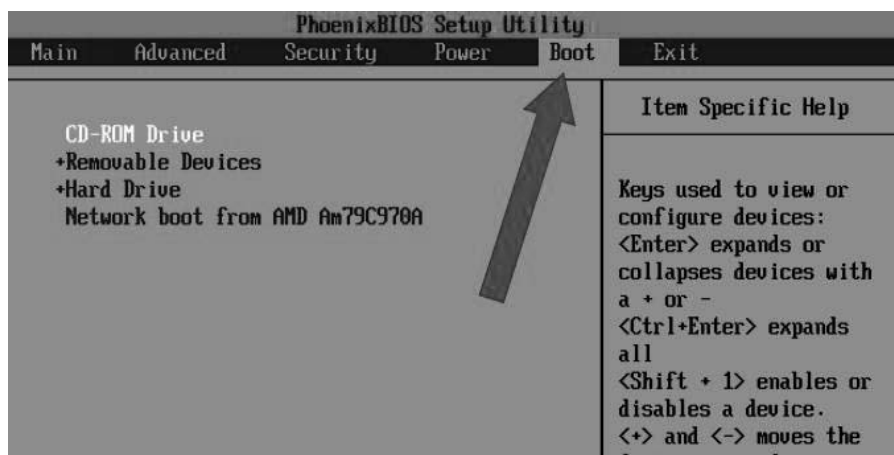 PhoenixBIOS Setup Utility
Main Advanced Security Power Boot Exit
CD-ROM Drive
+Removable Devices
+Hard Drive
Network boot from AMD Am79C970A
Item Specific Help
Keys used to view or
configure devices:
<Enter> expands or
collapses devices with
a + or -
<Ctrl+Enter> expands
all
<Shift + 1> enables or
disables a device.
<+> and <-> moves the